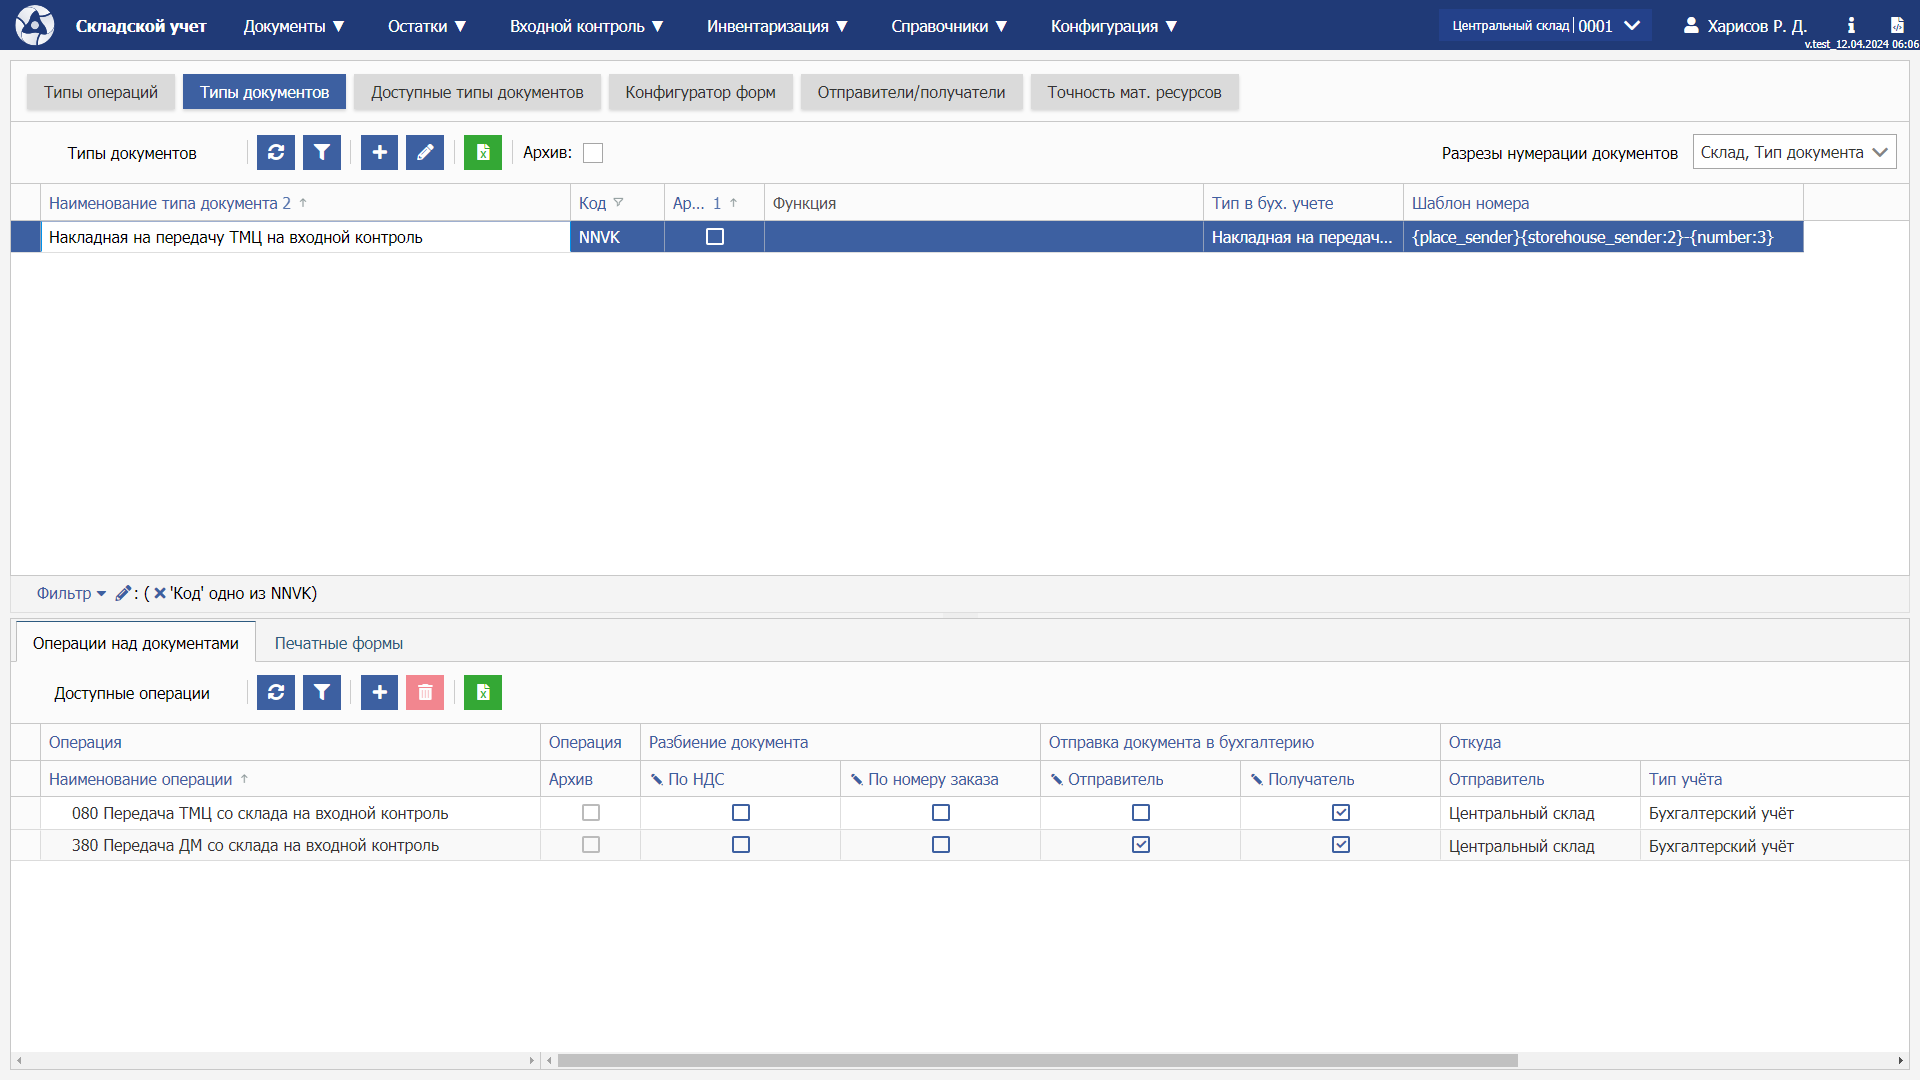 Складской учет Документы ▼ Остатки ▼ Входной контроль ▼ Инвентаризация ▼ Справочники ▼ Конфигурация ▼ Центральный склад | 0001 Харисов Р. Д.
v.test_12.04.2024 06:06
Типы операций Типы документов Доступные типы документов Конфигуратор форм Отправители/получатели Точность мат. ресурсов
Типы документов Архив: Разрезы нумерации документов Склад, Тип документа
Наименование типа документа 2 ↑ Код Ар... 1 ↑ Функция Тип в бух. учете Шаблон номера
Накладная на передачу ТМЦ на входной контроль NNVK Накладная на передач... {place_sender}{storehouse_sender:2}-{number:3}
Фильтр : ( 'Код' одно из NNVK)
Операции над документами Печатные формы
Доступные операции
Операция Операция Разбиение документа Отправка документа в бухгалтерию Откуда
Наименование операции ↑ Архив По НДС По номеру заказа Отправитель Получатель Отправитель Тип учёта
080 Передача ТМЦ со склада на входной контроль Центральный склад Бухгалтерский учёт
380 Передача ДМ со склада на входной контроль Центральный склад Бухгалтерский учёт